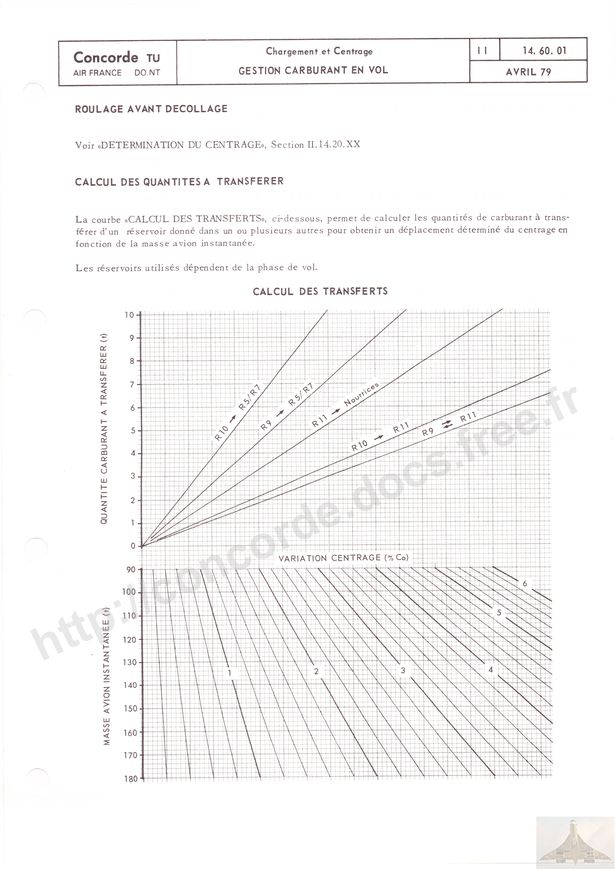 Concorde TU
AIR FRANCE DO.NT
Chargement et Centrage
GESTION CARBURANT EN VOL
II
14. 60. 01
AVRIL 79
ROULAGE AVANT DECOLLAGE
Voir «DETERMINATION DU CENTRAGE», Section II.14.20.XX
CALCUL DES QUANTITES A TRANSFERER
La courbe «CALCUL DES TRANSFERTS», ci-dessous, permet de calculer les quantités de carburant à trans-
férer d'un réservoir donné dans un ou plusieurs autres pour obtenir un déplacement déterminé du centrage en
fonction de la masse avion instantanée.
Les réservoirs utilisés dépendent de la phase de vol.
CALCUL DES TRANSFERTS
QUANTITE CARBURANT A TRANSFERER (t)
10
9
8
7
6
5
4
3
2
1
0
R10 → R5/R7
R9 → R5/R7
R11 → Nourrices
R10 → R11
R9 ⇄ R11
VARIATION CENTRAGE (% Co)
MASSE AVION INSTANTANEE (t)
90
100
110
120
130
140
150
160
170
180
1
2
3
4
5
6
http://concorde.docs.free.fr